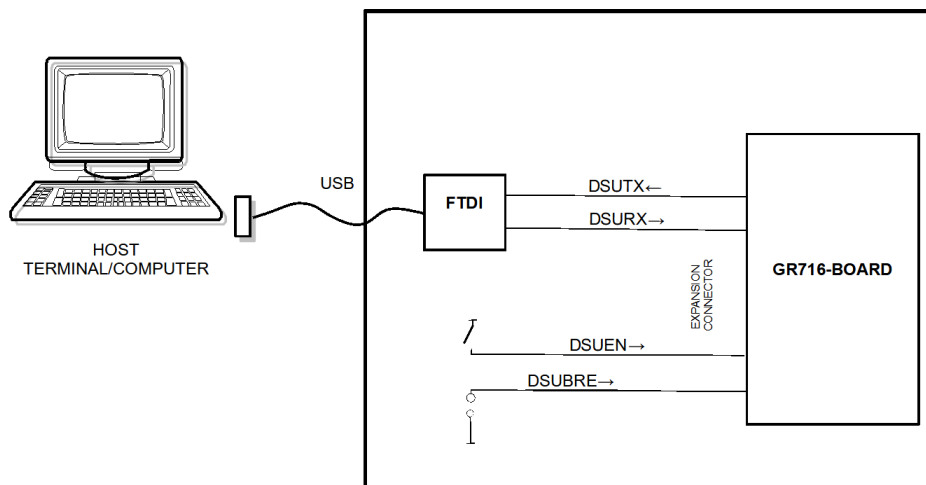 USB
FTDI
DSUTX←
DSURX→
HOST
TERMINAL/COMPUTER
GR716-BOARD
EXPANSION
CONNECTOR
DSUEN→
DSUBRE→